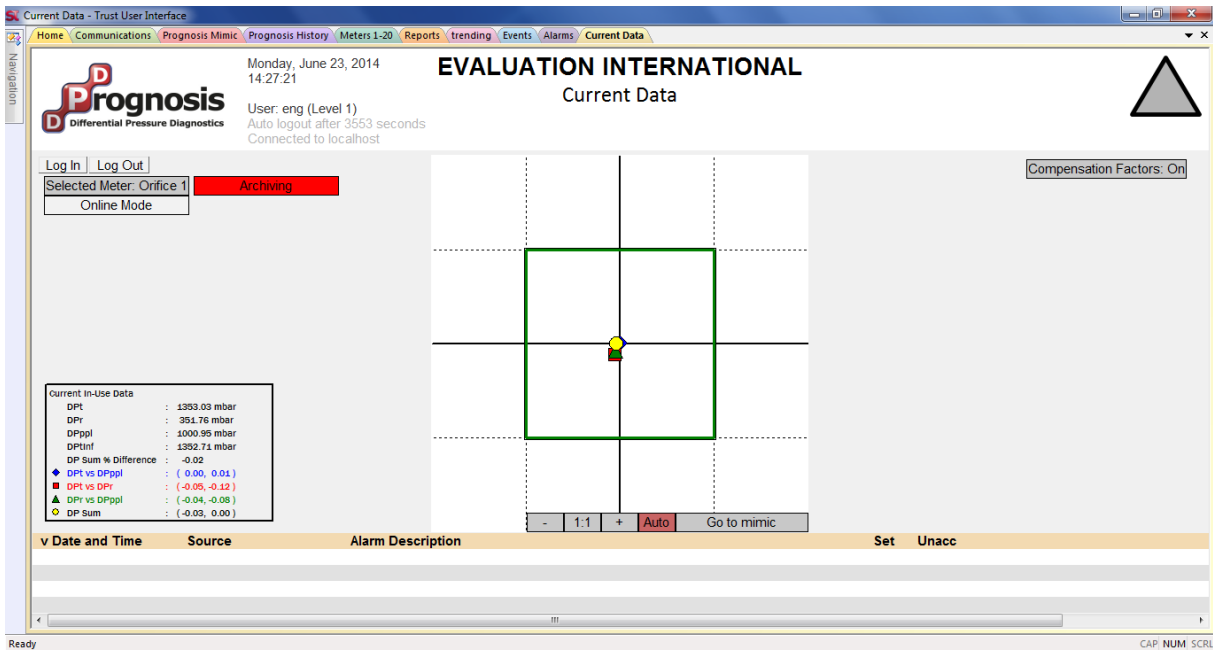 Current Data - Trust User Interface
Home Communications Prognosis Mimic Prognosis History Meters 1-20 Reports trending Events Alarms Current Data
Navigation
Prognosis
Differential Pressure Diagnostics
Monday, June 23, 2014
14:27:21
User: eng (Level 1)
Auto logout after 3553 seconds
Connected to localhost
EVALUATION INTERNATIONAL
Current Data
Log In Log Out
Selected Meter: Orifice 1 Archiving
Online Mode
Compensation Factors: On
Current In-Use Data
DPt : 1353.03 mbar
DPr : 351.76 mbar
DPppl : 1000.95 mbar
DPtinf : 1352.71 mbar
DP Sum % Difference : -0.02
DPt vs DPppl : ( 0.00, 0.01 )
DPt vs DPr : ( -0.05, -0.12 )
DPr vs DPppl : ( -0.04, -0.08 )
DP Sum : ( -0.03, 0.00 )
- 1:1 + Auto Go to mimic
v Date and Time Source Alarm Description Set Unacc
Ready CAP NUM SCRL